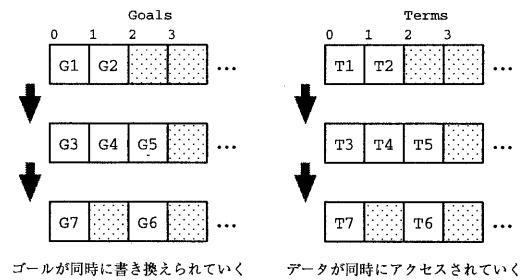 Goals
0 1 2 3
G1 G2 ...
G3 G4 G5 ...
G7 G6 ...
ゴールが同時に書き換えられていく
Terms
0 1 2 3
T1 T2 ...
T3 T4 T5 ...
T7 T6 ...
データが同時にアクセスされていく